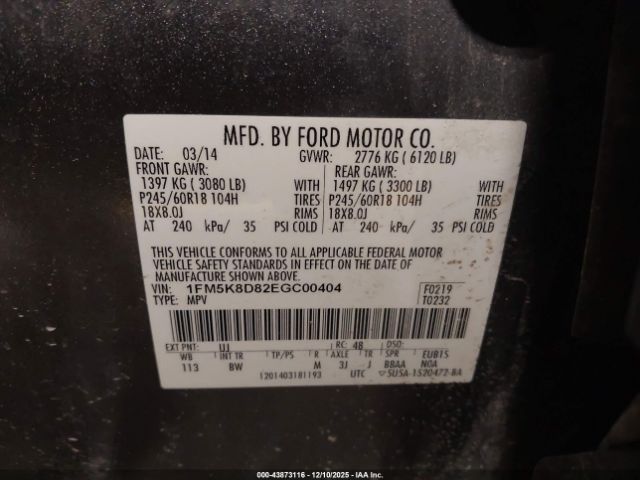 MFD. BY FORD MOTOR CO.
DATE: 03/14 GVWR: 2776 KG ( 6120 LB)
FRONT GAWR: REAR GAWR:
1397 KG ( 3080 LB) WITH 1497 KG ( 3300 LB) WITH
P245/60R18 104H TIRES P245/60R18 104H TIRES
18X8.0J RIMS 18X8.0J RIMS
AT 240 kPa/ 35 PSI COLD AT 240 kPa/ 35 PSI COLD
THIS VEHICLE CONFORMS TO ALL APPLICABLE FEDERAL MOTOR
VEHICLE SAFETY STANDARDS IN EFFECT ON THE DATE OF
MANUFACTURE SHOWN ABOVE.
VIN: 1FM5K8D82EGC00404 F0219
TYPE: MPV T0232
EXT PNT: UJ RC: 48 DSO:
WB INT TR TP/PS R AXLE TR SPR EUB15
113 BW M 3J J BBAA NGA
1201403181193 UTC ▽5U5A-1520472-BA
000-43873116 - 12/10/2025 - IAA Inc.